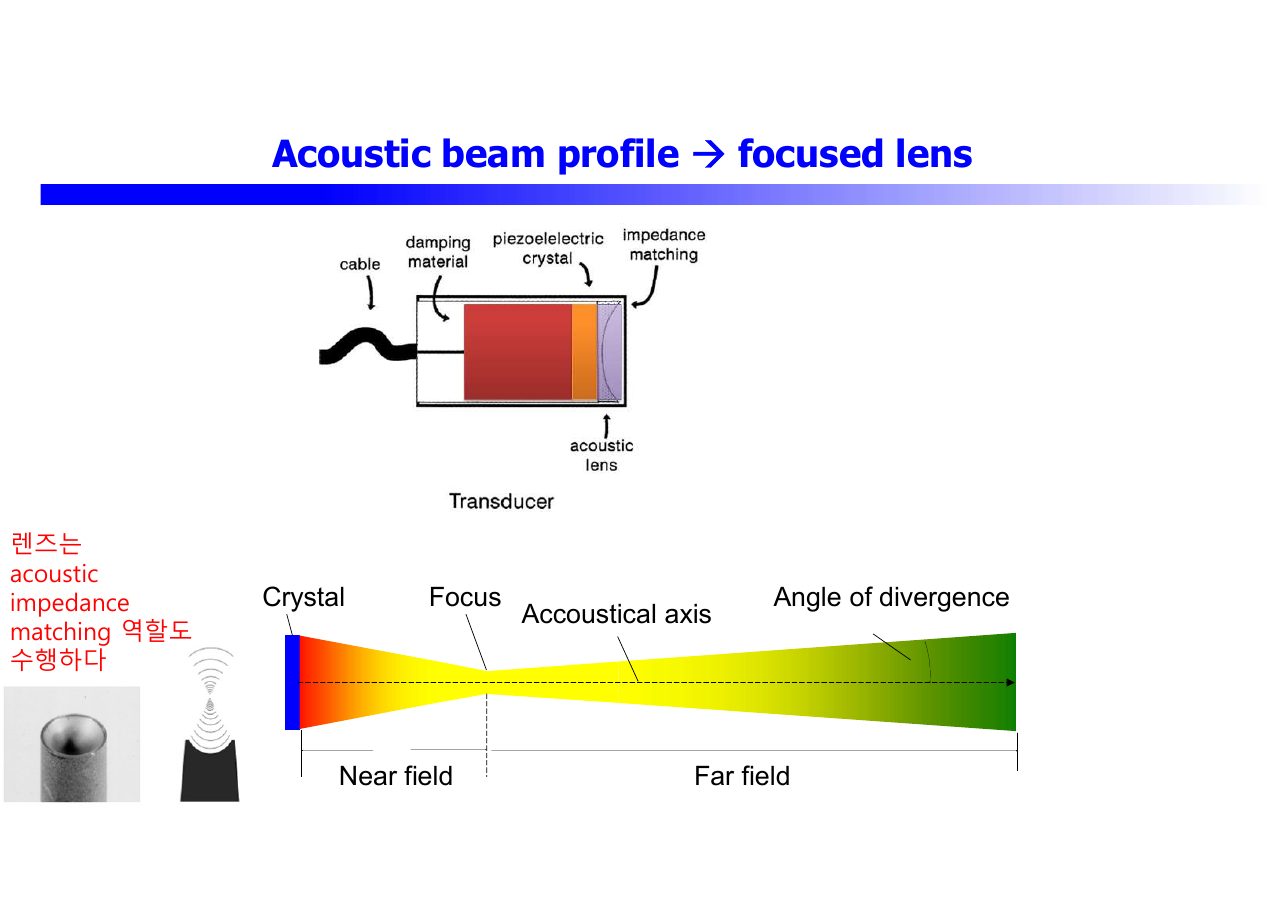 Acoustic beam profile → focused lens
cable
damping
material
piezoelelectric
crystal
impedance
matching
acoustic
lens
Transducer
렌즈는
acoustic
impedance
matching 역할도
수행하다
Crystal
Focus
Accoustical axis
Angle of divergence
Near field
Far field